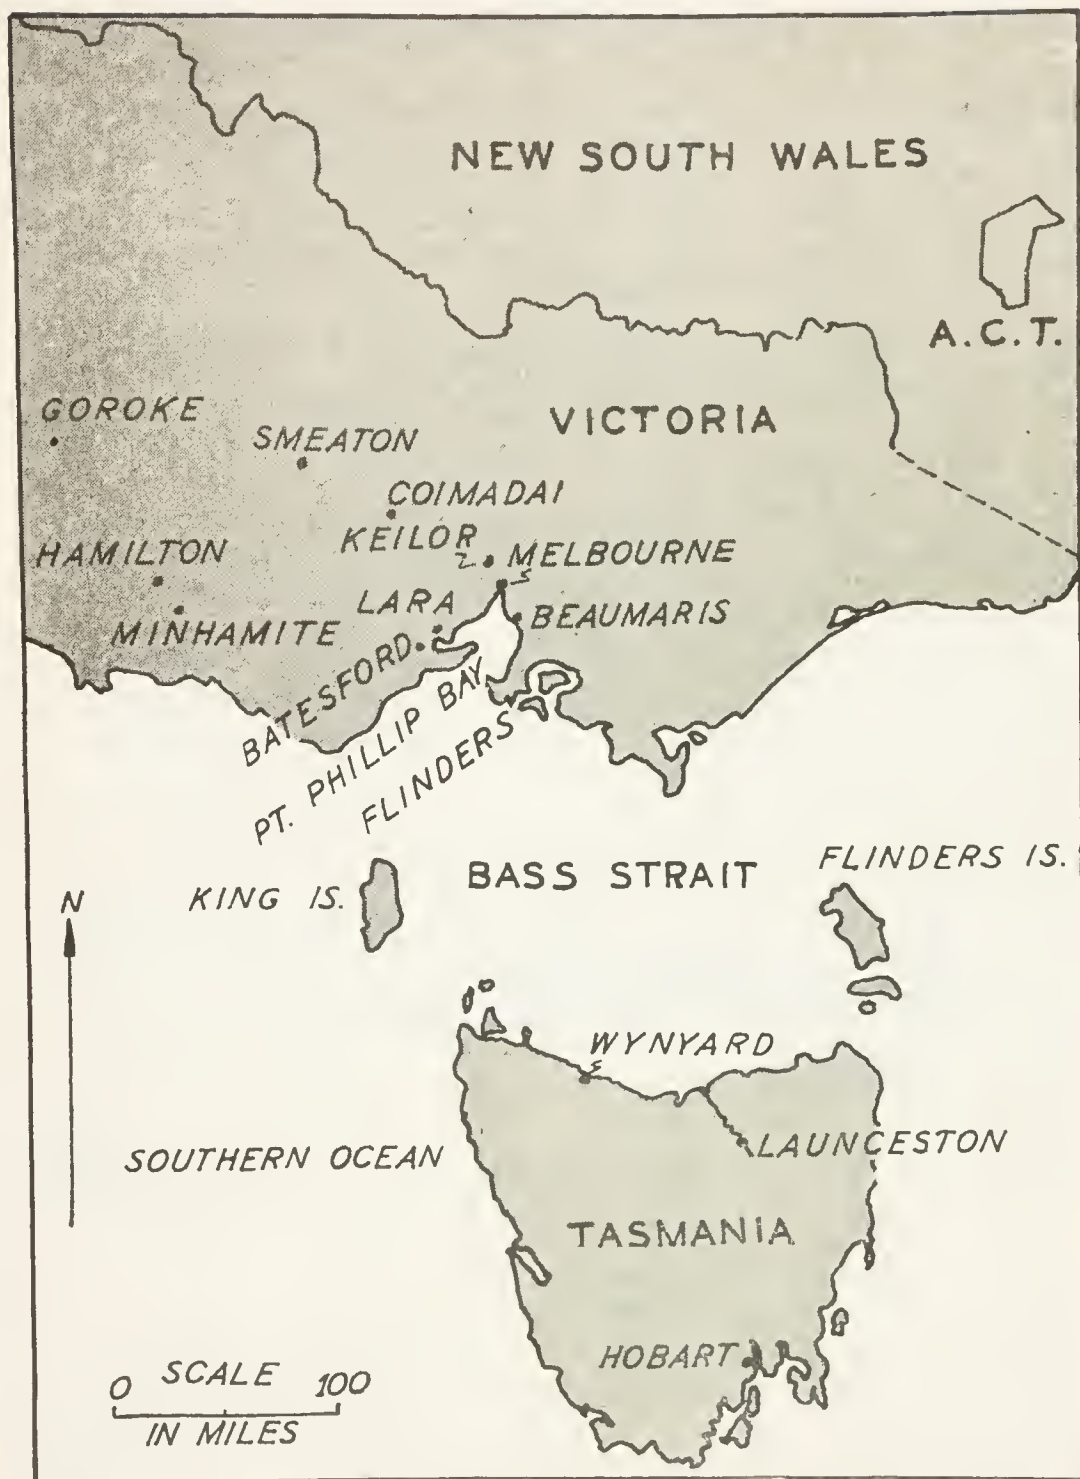 NEW SOUTH WALES
A.C.T.
GOROKE
VICTORIA
SMEATON
COIMADAI
KEILOR
HAMILTON
MELBOURNE
LARA
BEAUMARIS
MINHAMITE
BATESFORD
PT. PHILLIP BAY
FLINDERS
BASS STRAIT
FLINDERS IS.
KING IS.
N
WYNYARD
LAUNCESTON
SOUTHERN OCEAN
TASMANIA
HOBART
SCALE
0 100
IN MILES